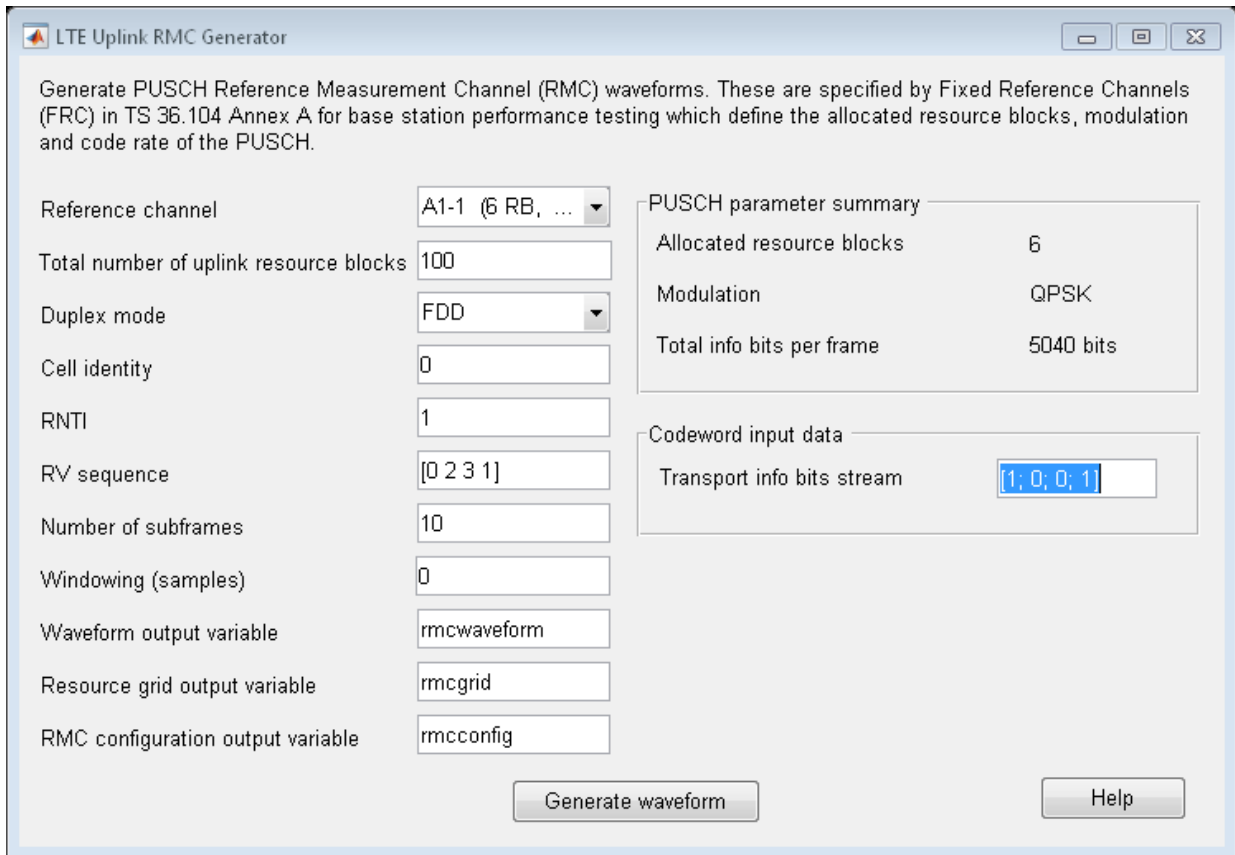 LTE Uplink RMC Generator
Generate PUSCH Reference Measurement Channel (RMC) waveforms. These are specified by Fixed Reference Channels
(FRC) in TS 36.104 Annex A for base station performance testing which define the allocated resource blocks, modulation
and code rate of the PUSCH.
Reference channel A1-1 (6 RB, ...
Total number of uplink resource blocks 100
Duplex mode FDD
Cell identity 0
RNTI 1
RV sequence [0 2 3 1]
Number of subframes 10
Windowing (samples) 0
Waveform output variable rmcwaveform
Resource grid output variable rmcgrid
RMC configuration output variable rmcconfig
PUSCH parameter summary
Allocated resource blocks 6
Modulation QPSK
Total info bits per frame 5040 bits
Codeword input data
Transport info bits stream [1; 0; 0; 1]
Generate waveform
Help